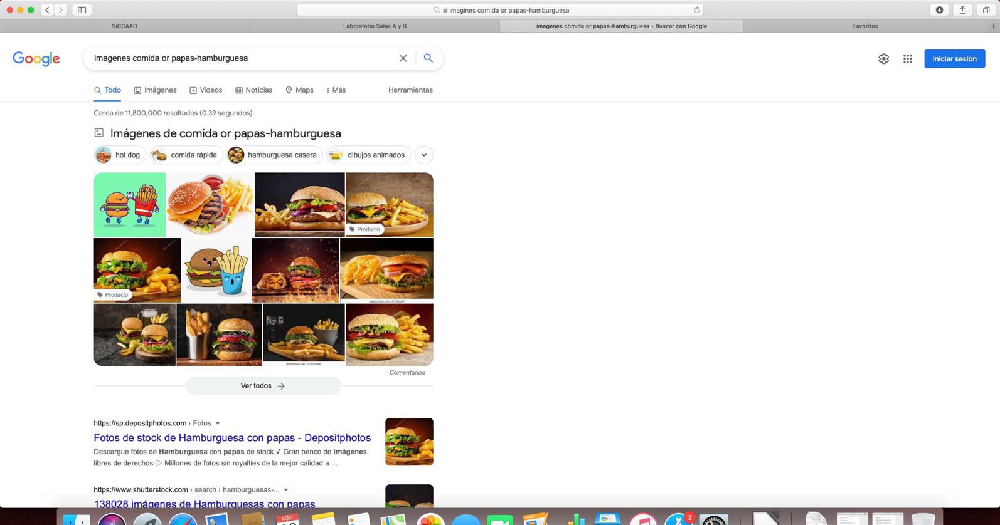 imagines comida or papas-hamburguesa
SiCCAAD
Laboratorio Salas A y B
imagenes comida or papas-hamburguesa - Buscar con Google
Favoritos
Google
imagenes comida or papas-hamburguesa
Iniciar sesión
Todo
Imágenes
Vídeos
Noticias
Maps
Más
Herramientas
Cerca de 11,800,000 resultados (0.39 segundos)
Imágenes de comida or papas-hamburguesa
hot dog
comida rápida
hamburguesa casera
dibujos animados
Producto
Producto
Comentarios
Ver todos
https://sp.depositphotos.com › Fotos
Fotos de stock de Hamburguesa con papas - Depositphotos
Descargue fotos de Hamburguesa con papas de stock ✓ Gran banco de imágenes
libres de derechos ▷ Millones de fotos sin royalties de la mejor calidad a ...
https://www.shutterstock.com › search › hamburguesas-...
138028 imágenes de Hamburguesas con papas
AGO
2